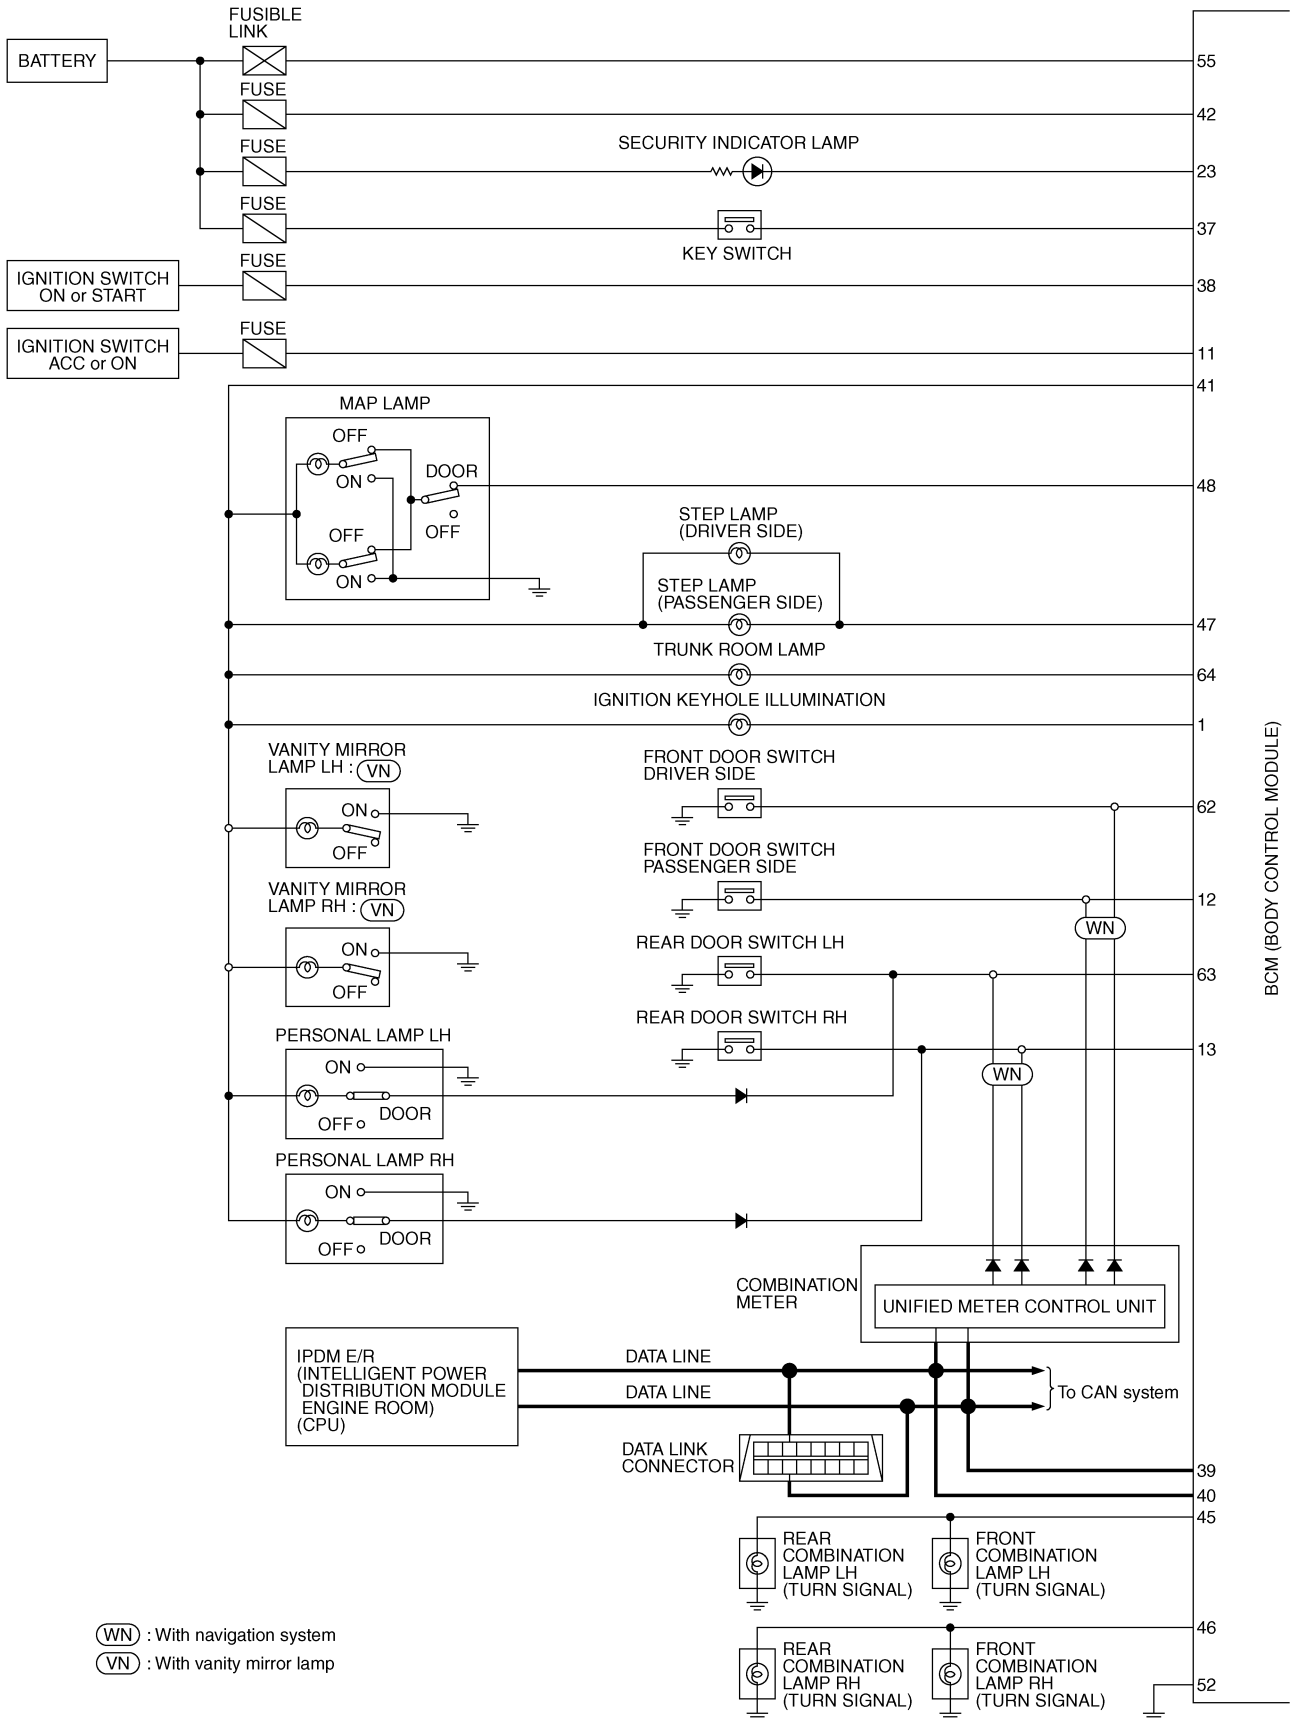 FUSIBLE
LINK
BATTERY
55
FUSE
42
FUSE
SECURITY INDICATOR LAMP
23
FUSE
37
KEY SWITCH
FUSE
IGNITION SWITCH
ON or START
38
FUSE
IGNITION SWITCH
ACC or ON
11
41
MAP LAMP
OFF
ON
DOOR
48
OFF
OFF
ON
STEP LAMP
(DRIVER SIDE)
STEP LAMP
(PASSENGER SIDE)
47
TRUNK ROOM LAMP
64
IGNITION KEYHOLE ILLUMINATION
1
BCM (BODY CONTROL MODULE)
VANITY MIRROR
LAMP LH : VN
ON
OFF
FRONT DOOR SWITCH
DRIVER SIDE
62
FRONT DOOR SWITCH
PASSENGER SIDE
12
WN
VANITY MIRROR
LAMP RH : VN
ON
OFF
REAR DOOR SWITCH LH
63
REAR DOOR SWITCH RH
13
WN
PERSONAL LAMP LH
ON
DOOR
OFF
PERSONAL LAMP RH
ON
DOOR
OFF
COMBINATION
METER
UNIFIED METER CONTROL UNIT
IPDM E/R
(INTELLIGENT POWER
DISTRIBUTION MODULE
ENGINE ROOM)
(CPU)
DATA LINE
DATA LINE
To CAN system
DATA LINK
CONNECTOR
39
40
45
REAR
COMBINATION
LAMP LH
(TURN SIGNAL)
FRONT
COMBINATION
LAMP LH
(TURN SIGNAL)
46
REAR
COMBINATION
LAMP RH
(TURN SIGNAL)
FRONT
COMBINATION
LAMP RH
(TURN SIGNAL)
52
WN : With navigation system
VN : With vanity mirror lamp